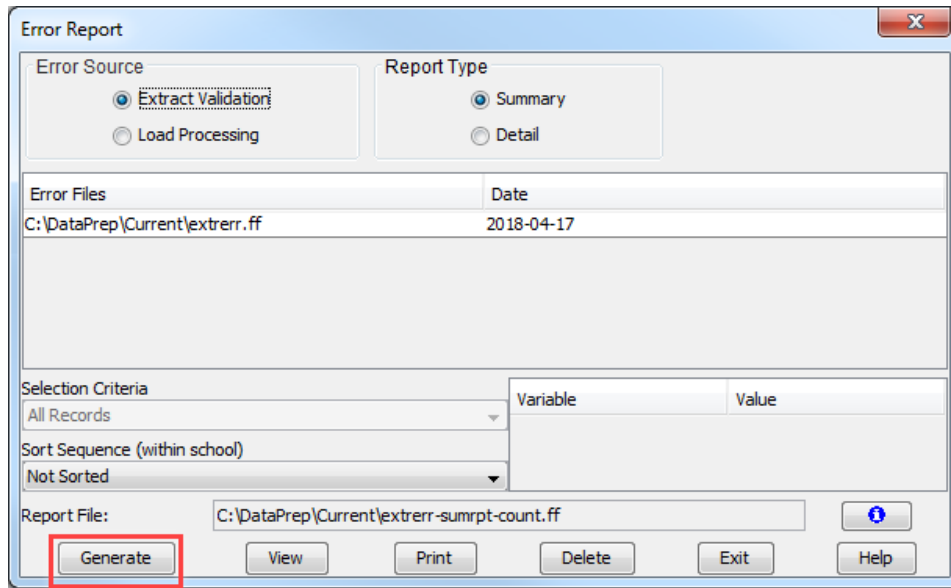 Error Report
Error Source
Report Type
Extract Validation
Summary
Load Processing
Detail
Error Files Date
C:\DataPrep\Current\extrerr.ff 2018-04-17
Selection Criteria
Variable Value
All Records
Sort Sequence (within school)
Not Sorted
Report File: C:\DataPrep\Current\extrerr-sumrpt-count.ff
Generate View Print Delete Exit Help